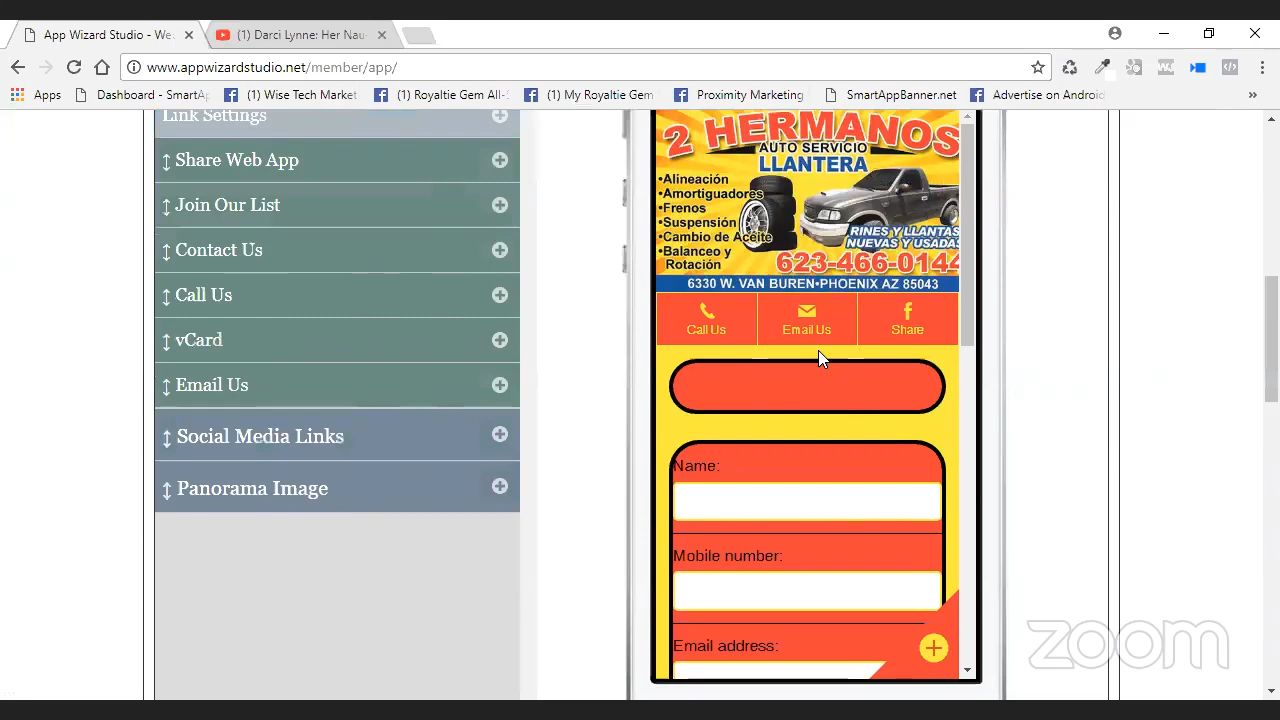 App Wizard Studio - We
(1) Darci Lynne: Her Nau
www.appwizardstudio.net/member/app/
Apps
Dashboard - SmartAp
(1) Wise Tech Market
(1) Royaltie Gem All-S
(1) My Royaltie Gem
Proximity Marketing
SmartAppBanner.net
Advertise on Android
»
Link Settings
Share Web App
Join Our List
Contact Us
Call Us
vCard
Email Us
Social Media Links
Panorama Image
2 HERMANOS
AUTO SERVICIO
LLANTERA
•Alineación
•Amortiguadores
•Frenos
•Suspensión
•Cambio de Aceite
•Balanceo y
Rotación
RINES Y LLANTAS
NUEVAS Y USADAS
623-466-0144
6330 W. VAN BUREN•PHOENIX AZ 85043
Call Us
Email Us
Share
Name:
Mobile number:
Email address:
zoom